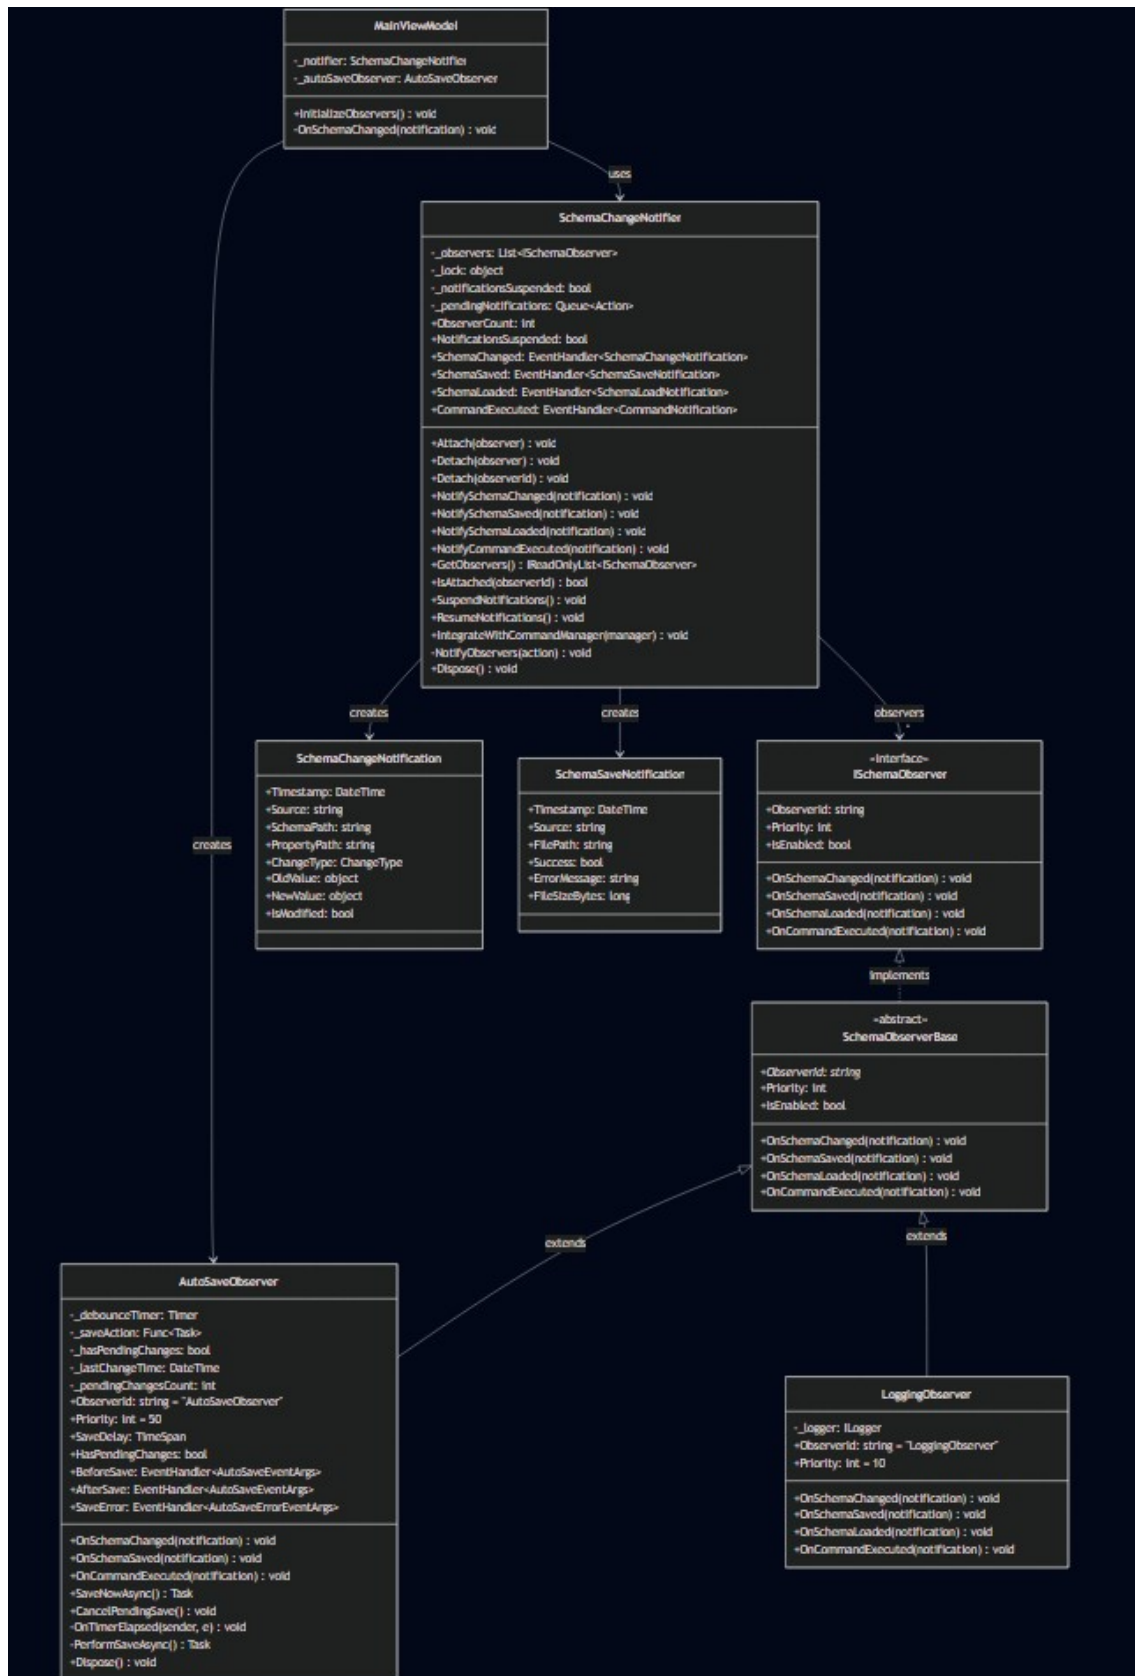 MainViewModel
-_notifier: SchemaChangeNotifier
-_autoSaveObserver: AutoSaveObserver
+InitializeObservers() : void
-OnSchemaChanged(notification) : void
uses
SchemaChangeNotifier
-_observers: List<ISchemaObserver>
-_lock: object
-_notificationsSuspended: bool
-_pendingNotifications: Queue<Action>
+ObserverCount: int
+NotificationsSuspended: bool
+SchemaChanged: EventHandler<SchemaChangeNotification>
+SchemaSaved: EventHandler<SchemaSaveNotification>
+SchemaLoaded: EventHandler<SchemaLoadNotification>
+CommandExecuted: EventHandler<CommandNotification>
+Attach(observer) : void
+Detach(observer) : void
+Detach(observerId) : void
+NotifySchemaChanged(notification) : void
+NotifySchemaSaved(notification) : void
+NotifySchemaLoaded(notification) : void
+NotifyCommandExecuted(notification) : void
+GetObservers() : IReadOnlyList<ISchemaObserver>
+IsAttached(observerId) : bool
+SuspendNotifications() : void
+ResumeNotifications() : void
+IntegrateWithCommandManager(manager) : void
-NotifyObservers(action) : void
+Dispose() : void
creates
creates
observers
*
SchemaChangeNotification
+Timestamp: DateTime
+Source: string
+SchemaPath: string
+PropertyPath: string
+ChangeType: ChangeType
+OldValue: object
+NewValue: object
+IsModified: bool
SchemaSaveNotification
+Timestamp: DateTime
+Source: string
+FilePath: string
+Success: bool
+ErrorMessage: string
+FileSizeBytes: long
«interface»
ISchemaObserver
+ObserverId: string
+Priority: int
+IsEnabled: bool
+OnSchemaChanged(notification) : void
+OnSchemaSaved(notification) : void
+OnSchemaLoaded(notification) : void
+OnCommandExecuted(notification) : void
creates
implements
«abstract»
SchemaObserverBase
+ObserverId: string
+Priority: int
+IsEnabled: bool
+OnSchemaChanged(notification) : void
+OnSchemaSaved(notification) : void
+OnSchemaLoaded(notification) : void
+OnCommandExecuted(notification) : void
extends
extends
AutoSaveObserver
-_debounceTimer: Timer
-_saveAction: Func<Task>
-_hasPendingChanges: bool
-_lastChangeTime: DateTime
-_pendingChangesCount: int
+ObserverId: string = "AutoSaveObserver"
+Priority: int = 50
+SaveDelay: TimeSpan
+HasPendingChanges: bool
+BeforeSave: EventHandler<AutoSaveEventArgs>
+AfterSave: EventHandler<AutoSaveEventArgs>
+SaveError: EventHandler<AutoSaveErrorEventArgs>
+OnSchemaChanged(notification) : void
+OnSchemaSaved(notification) : void
+OnCommandExecuted(notification) : void
+SaveNowAsync() : Task
+CancelPendingSave() : void
-OnTimerElapsed(sender, e) : void
-PerformSaveAsync() : Task
+Dispose() : void
LoggingObserver
-_logger: ILogger
+ObserverId: string = "LoggingObserver"
+Priority: int = 10
+OnSchemaChanged(notification) : void
+OnSchemaSaved(notification) : void
+OnSchemaLoaded(notification) : void
+OnCommandExecuted(notification) : void